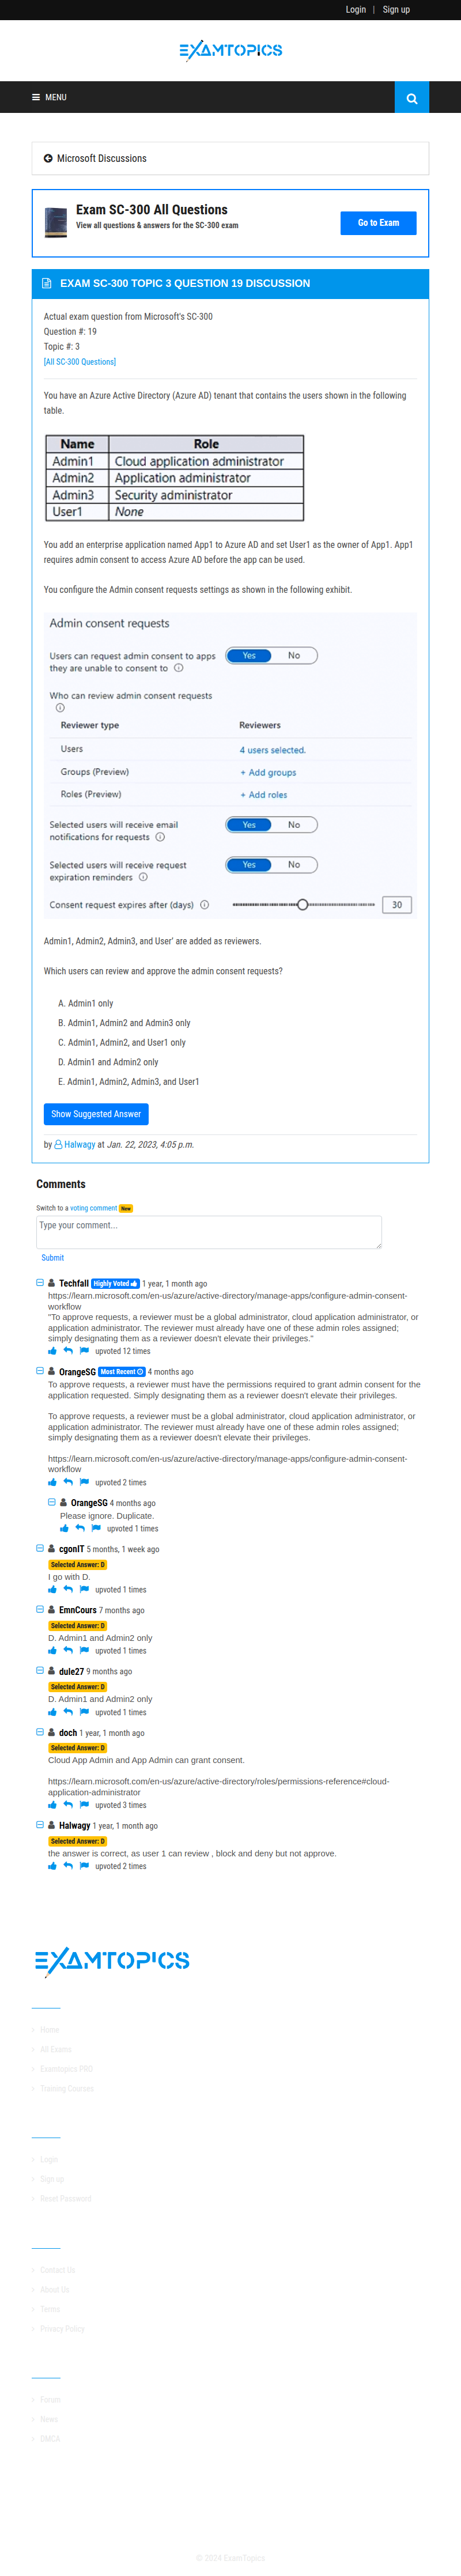 Login | Sign up
EXAMTOPICS
MENU
Microsoft Discussions
Exam SC-300 All Questions
View all questions & answers for the SC-300 exam
Go to Exam
EXAM SC-300 TOPIC 3 QUESTION 19 DISCUSSION
Actual exam question from Microsoft's SC-300
Question #: 19
Topic #: 3
[All SC-300 Questions]
You have an Azure Active Directory (Azure AD) tenant that contains the users shown in the following
table.
Name Role
Admin1 Cloud application administrator
Admin2 Application administrator
Admin3 Security administrator
User1 None
You add an enterprise application named App1 to Azure AD and set User1 as the owner of App1. App1
requires admin consent to access Azure AD before the app can be used.
You configure the Admin consent requests settings as shown in the following exhibit.
Admin consent requests
Users can request admin consent to apps
they are unable to consent to
Yes No
Who can review admin consent requests
Reviewer type Reviewers
Users 4 users selected.
Groups (Preview) + Add groups
Roles (Preview) + Add roles
Selected users will receive email
notifications for requests
Yes No
Selected users will receive request
expiration reminders
Yes No
Consent request expires after (days) 30
Admin1, Admin2, Admin3, and User' are added as reviewers.
Which users can review and approve the admin consent requests?
A. Admin1 only
B. Admin1, Admin2 and Admin3 only
C. Admin1, Admin2, and User1 only
D. Admin1 and Admin2 only
E. Admin1, Admin2, Admin3, and User1
Show Suggested Answer
by Halwagy at Jan. 22, 2023, 4:05 p.m.
Comments
Switch to a voting comment New
Type your comment...
Submit
Techfall Highly Voted 1 year, 1 month ago
https://learn.microsoft.com/en-us/azure/active-directory/manage-apps/configure-admin-consent-
workflow
"To approve requests, a reviewer must be a global administrator, cloud application administrator, or
application administrator. The reviewer must already have one of these admin roles assigned;
simply designating them as a reviewer doesn't elevate their privileges."
upvoted 12 times
OrangeSG Most Recent 4 months ago
To approve requests, a reviewer must have the permissions required to grant admin consent for the
application requested. Simply designating them as a reviewer doesn't elevate their privileges.
To approve requests, a reviewer must be a global administrator, cloud application administrator, or
application administrator. The reviewer must already have one of these admin roles assigned;
simply designating them as a reviewer doesn't elevate their privileges.
https://learn.microsoft.com/en-us/azure/active-directory/manage-apps/configure-admin-consent-
workflow
upvoted 2 times
OrangeSG 4 months ago
Please ignore. Duplicate.
upvoted 1 times
cgonIT 5 months, 1 week ago
Selected Answer: D
I go with D.
upvoted 1 times
EmnCours 7 months ago
Selected Answer: D
D. Admin1 and Admin2 only
upvoted 1 times
dule27 9 months ago
Selected Answer: D
D. Admin1 and Admin2 only
upvoted 1 times
doch 1 year, 1 month ago
Selected Answer: D
Cloud App Admin and App Admin can grant consent.
https://learn.microsoft.com/en-us/azure/active-directory/roles/permissions-reference#cloud-
application-administrator
upvoted 3 times
Halwagy 1 year, 1 month ago
Selected Answer: D
the answer is correct, as user 1 can review , block and deny but not approve.
upvoted 2 times
EXAMTOPICS
Home
All Exams
Examtopics PRO
Training Courses
Login
Sign up
Reset Password
Contact Us
About Us
Terms
Privacy Policy
Forum
News
DMCA
© 2024 ExamTopics